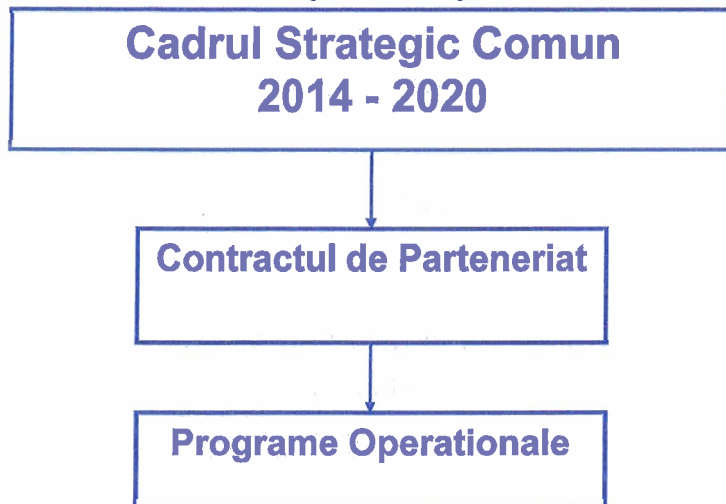 Cadrul Strategic Comun
2014 - 2020
Contractul de Parteneriat
Programe Operationale